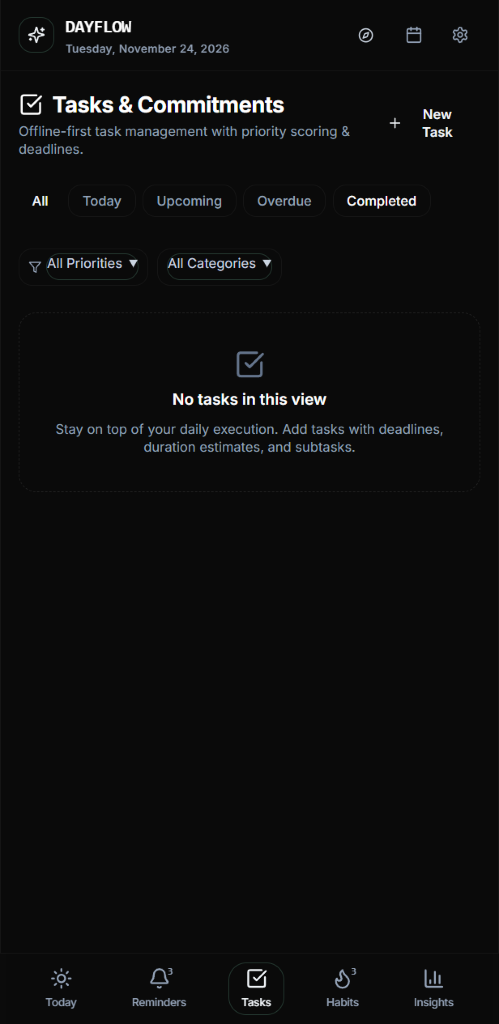 DAYFLOW
Tuesday, November 24, 2026
Tasks & Commitments
Offline-first task management with priority scoring &
deadlines.
+ New
Task
All Today Upcoming Overdue Completed
All Priorities ▼ All Categories ▼
No tasks in this view
Stay on top of your daily execution. Add tasks with deadlines,
duration estimates, and subtasks.
3 3
Today Reminders Tasks Habits Insights